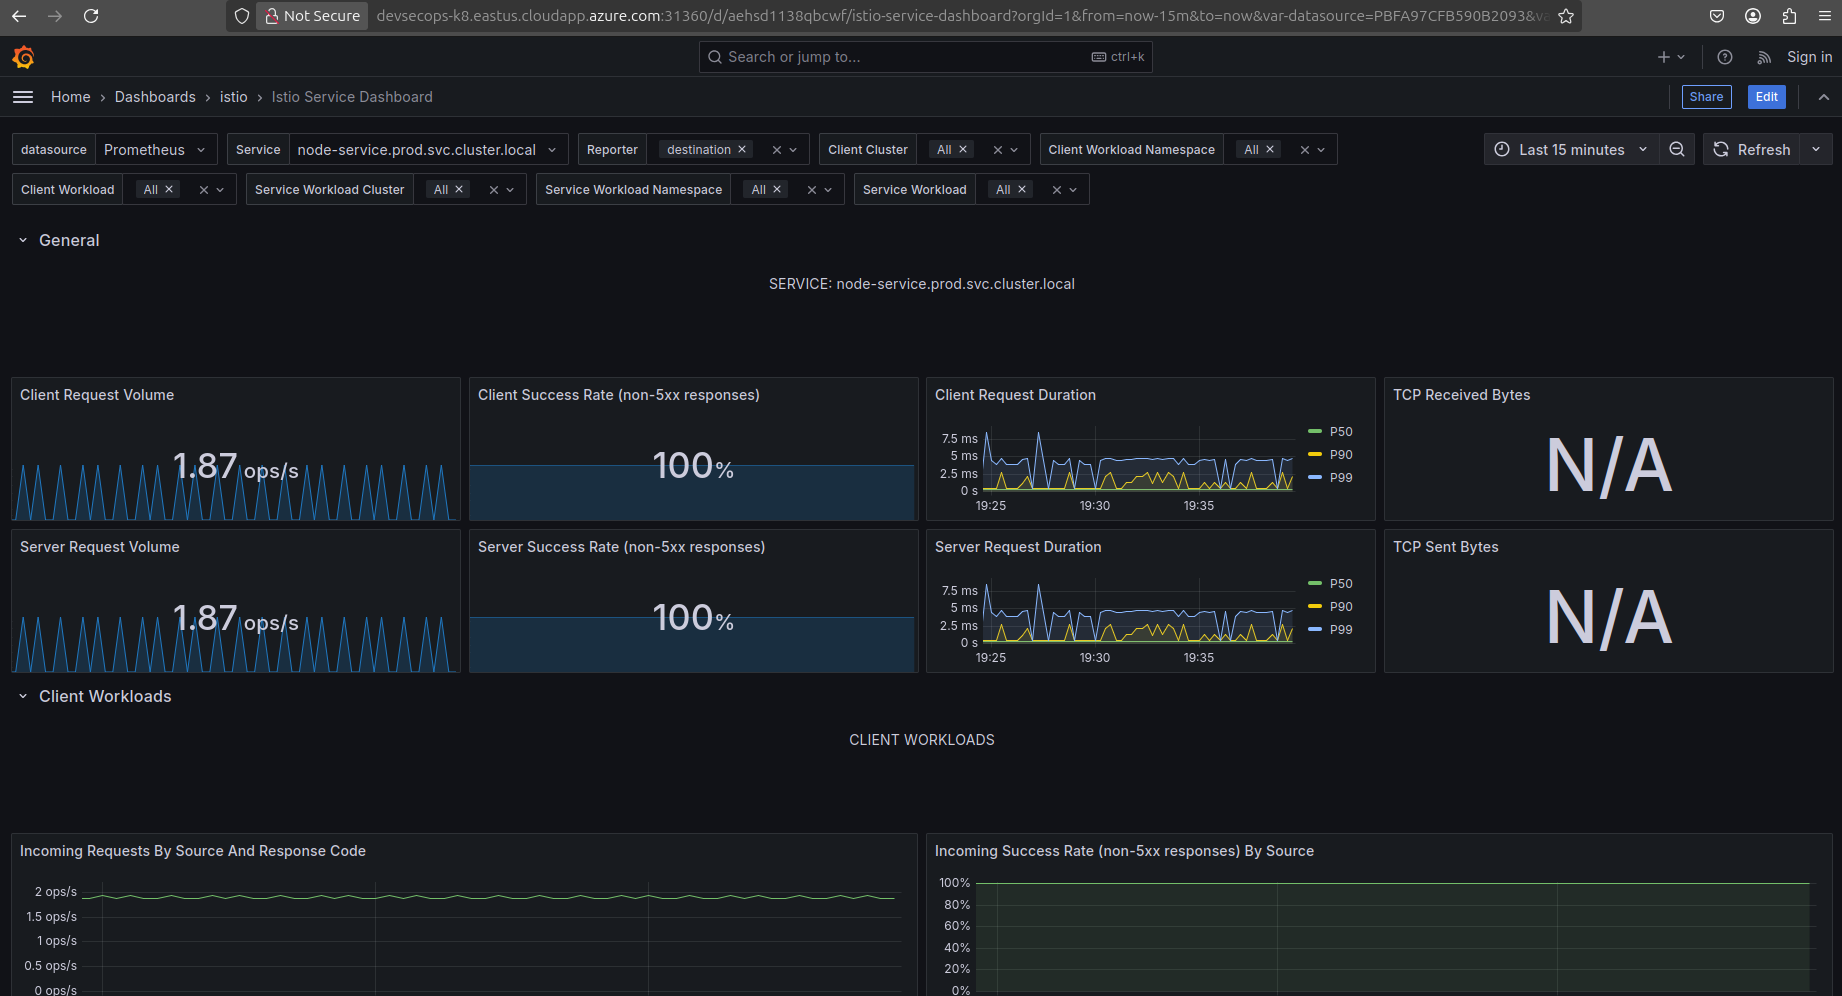 Not Secure devsecops-k8.eastus.cloudapp.azure.com:31360/d/aehsd1138qbcwf/istio-service-dashboard?orgId=1&from=now-15m&to=now&var-datasource=PBFA97CFB590B2093&va
Search or jump to... ctrl+k Sign in
Home › Dashboards › istio › Istio Service Dashboard Share Edit
datasource Prometheus Service node-service.prod.svc.cluster.local Reporter destination Client Cluster All Client Workload Namespace All Last 15 minutes Refresh
Client Workload All Service Workload Cluster All Service Workload Namespace All Service Workload All
General
SERVICE: node-service.prod.svc.cluster.local
Client Request Volume
1.87 ops/s
Client Success Rate (non-5xx responses)
100%
Client Request Duration
7.5 ms
5 ms
2.5 ms
0 s
19:25 19:30 19:35
P50
P90
P99
TCP Received Bytes
N/A
Server Request Volume
1.87 ops/s
Server Success Rate (non-5xx responses)
100%
Server Request Duration
7.5 ms
5 ms
2.5 ms
0 s
19:25 19:30 19:35
P50
P90
P99
TCP Sent Bytes
N/A
Client Workloads
CLIENT WORKLOADS
Incoming Requests By Source And Response Code
2 ops/s
1.5 ops/s
1 ops/s
0.5 ops/s
0 ops/s
Incoming Success Rate (non-5xx responses) By Source
100%
80%
60%
40%
20%
0%